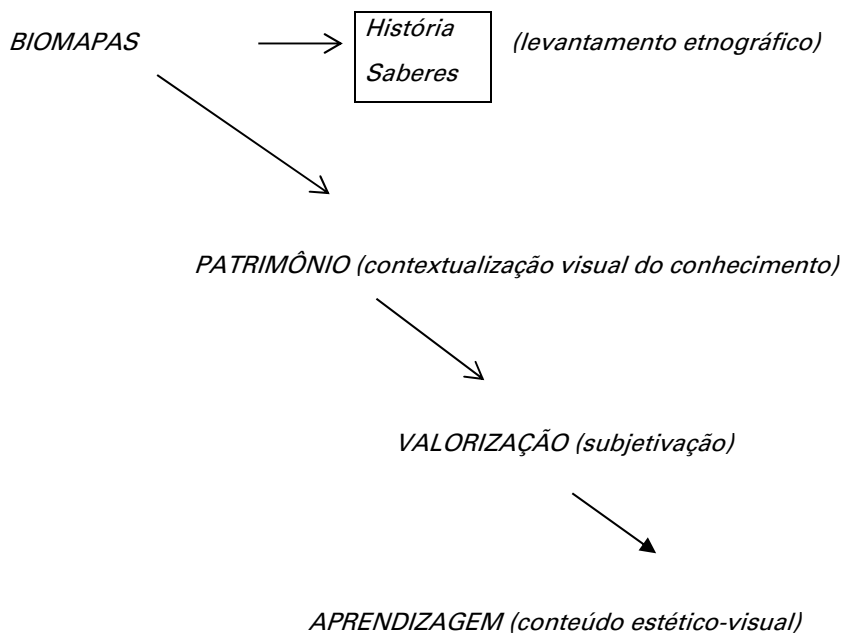 BIOMAPAS
História
Saberes
(levantamento etnográfico)
PATRIMÔNIO (contextualização visual do conhecimento)
VALORIZAÇÃO (subjetivação)
APRENDIZAGEM (conteúdo estético-visual)